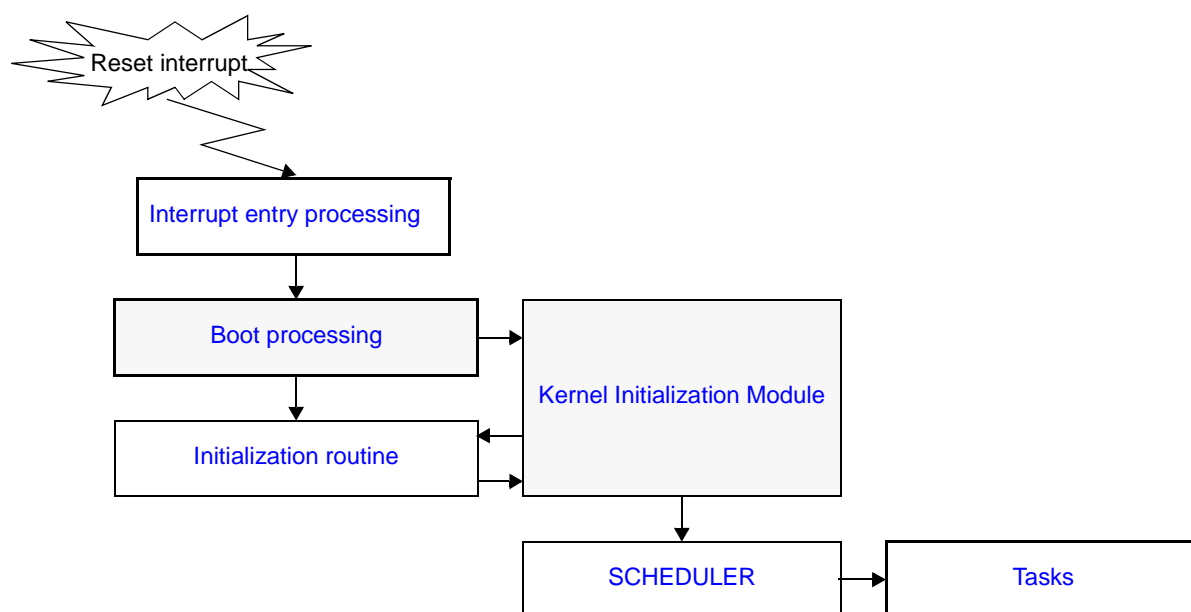 Reset interrupt
Interrupt entry processing
Boot processing
Kernel Initialization Module
Initialization routine
SCHEDULER
Tasks